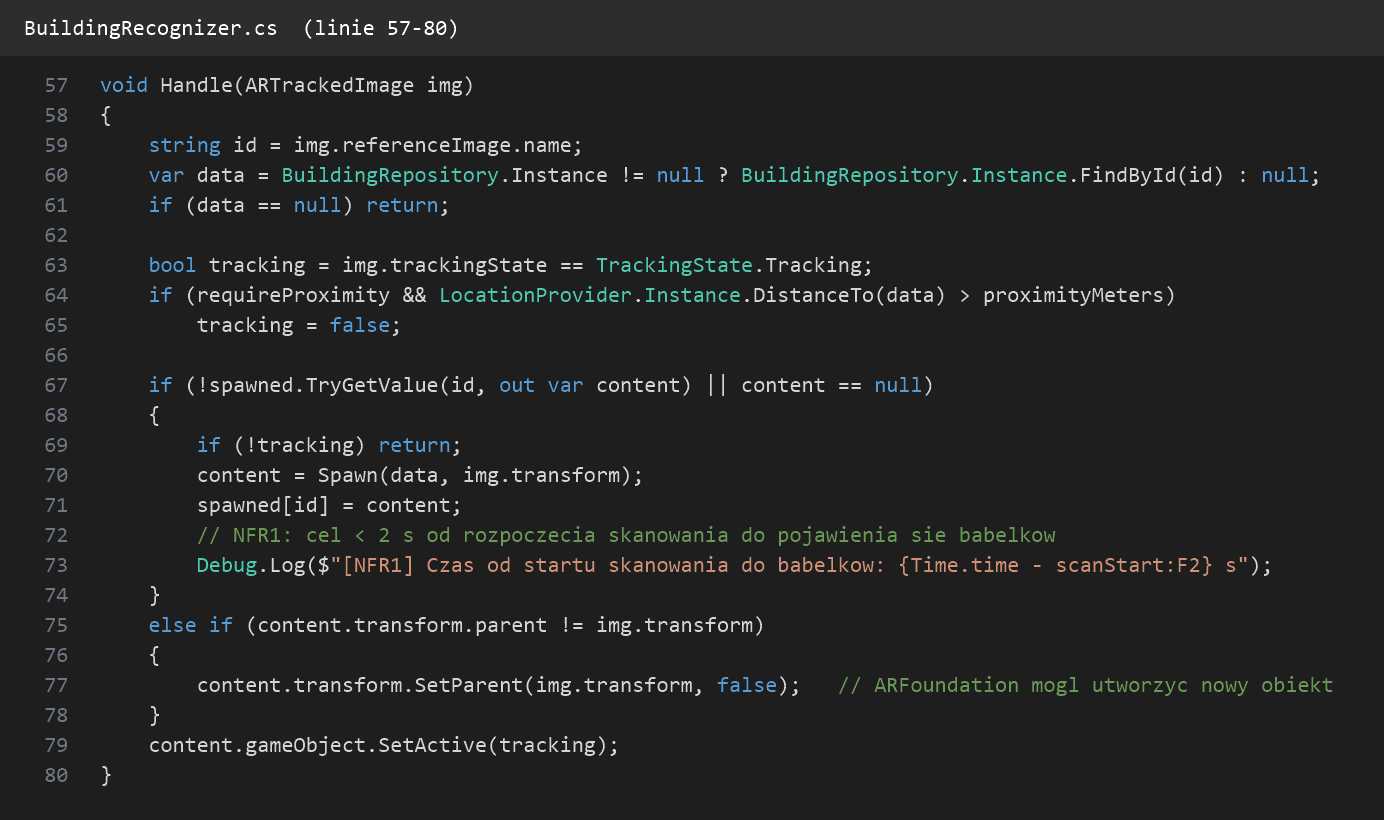 BuildingRecognizer.cs  (linie 57-80)
57  void Handle(ARTrackedImage img)
58  {
59      string id = img.referenceImage.name;
60      var data = BuildingRepository.Instance != null ? BuildingRepository.Instance.FindById(id) : null;
61      if (data == null) return;
62
63      bool tracking = img.trackingState == TrackingState.Tracking;
64      if (requireProximity && LocationProvider.Instance.DistanceTo(data) > proximityMeters)
65          tracking = false;
66
67      if (!spawned.TryGetValue(id, out var content) || content == null)
68      {
69          if (!tracking) return;
70          content = Spawn(data, img.transform);
71          spawned[id] = content;
72          // NFR1: cel < 2 s od rozpoczecia skanowania do pojawienia sie babelkow
73          Debug.Log($"[NFR1] Czas od startu skanowania do babelkow: {Time.time - scanStart:F2} s");
74      }
75      else if (content.transform.parent != img.transform)
76      {
77          content.transform.SetParent(img.transform, false);   // ARFoundation mogl utworzyc nowy obiekt
78      }
79      content.gameObject.SetActive(tracking);
80  }